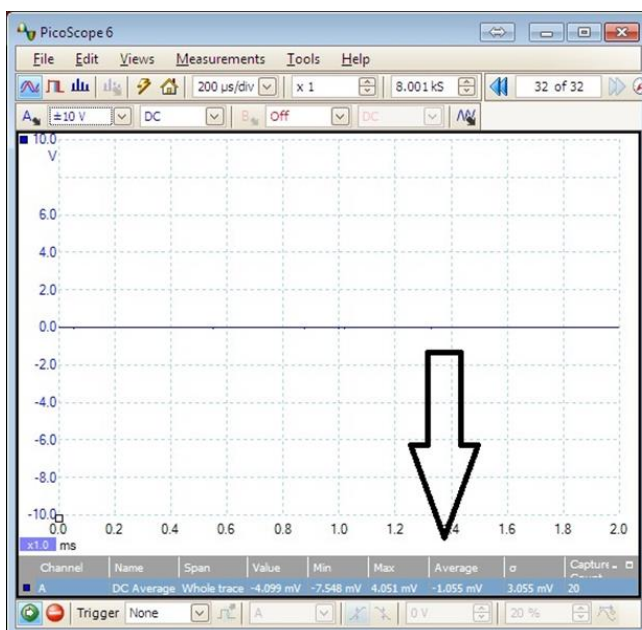 PicoScope 6
File Edit Views Measurements Tools Help
200 µs/div x 1 8.001 kS 32 of 32
A ±10 V DC B Off DC
10.0
V
6.0
4.0
2.0
0.0
-2.0
-4.0
-6.0
-8.0
-10.0
0.0 0.2 0.4 0.6 0.8 1.0 1.2 1.4 1.6 1.8 2.0
x1.0 ms
Channel Name Span Value Min Max Average σ Capture Count
A DC Average Whole trace -4.099 mV -7.548 mV 4.051 mV -1.055 mV 3.055 mV 20
Trigger None A 0 V 20 %